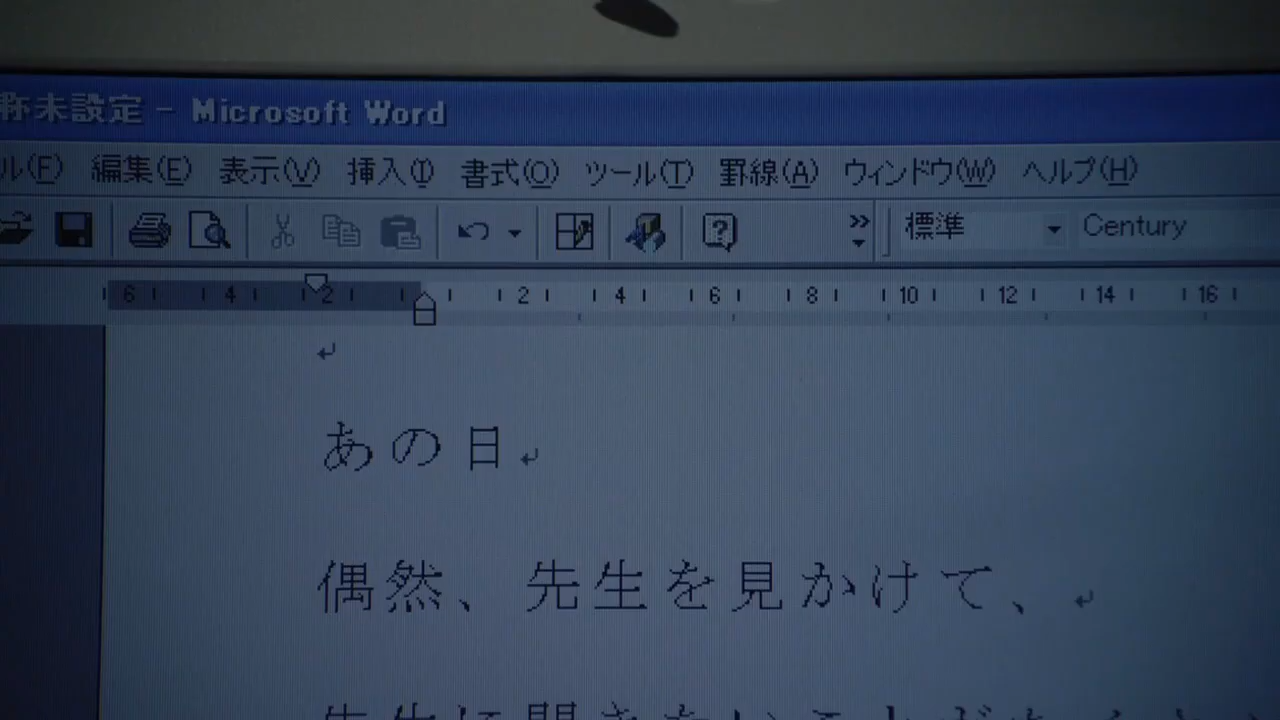 称未設定 - Microsoft Word
ル(F) 編集(E) 表示(V) 挿入(I) 書式(O) ツール(T) 罫線(A) ウィンドウ(W) ヘルプ(H)
標準 Century
6 4 2 2 4 6 8 10 12 14 16
あの日
偶然、先生を見かけて、